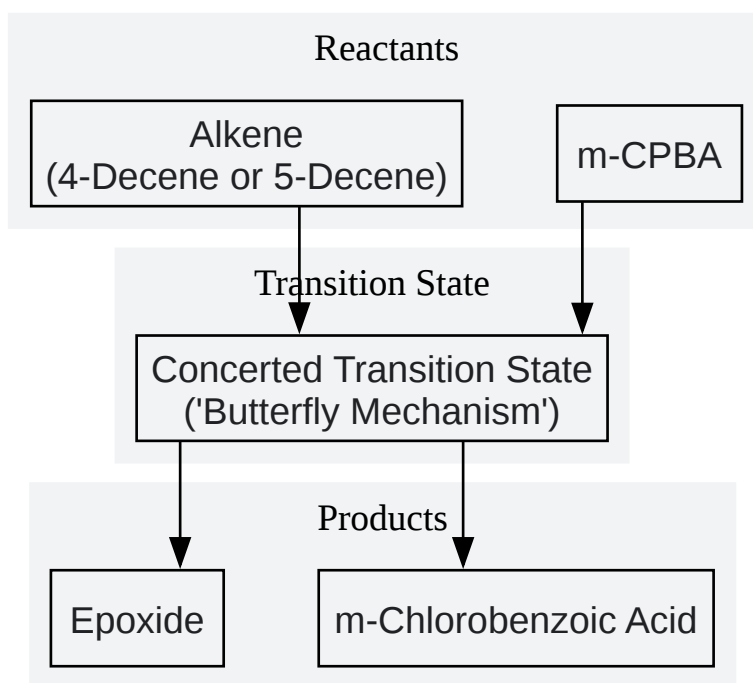 Reactants
Alkene
(4-Decene or 5-Decene)
m-CPBA
Transition State
Concerted Transition State
('Butterfly Mechanism')
Products
Epoxide
m-Chlorobenzoic Acid